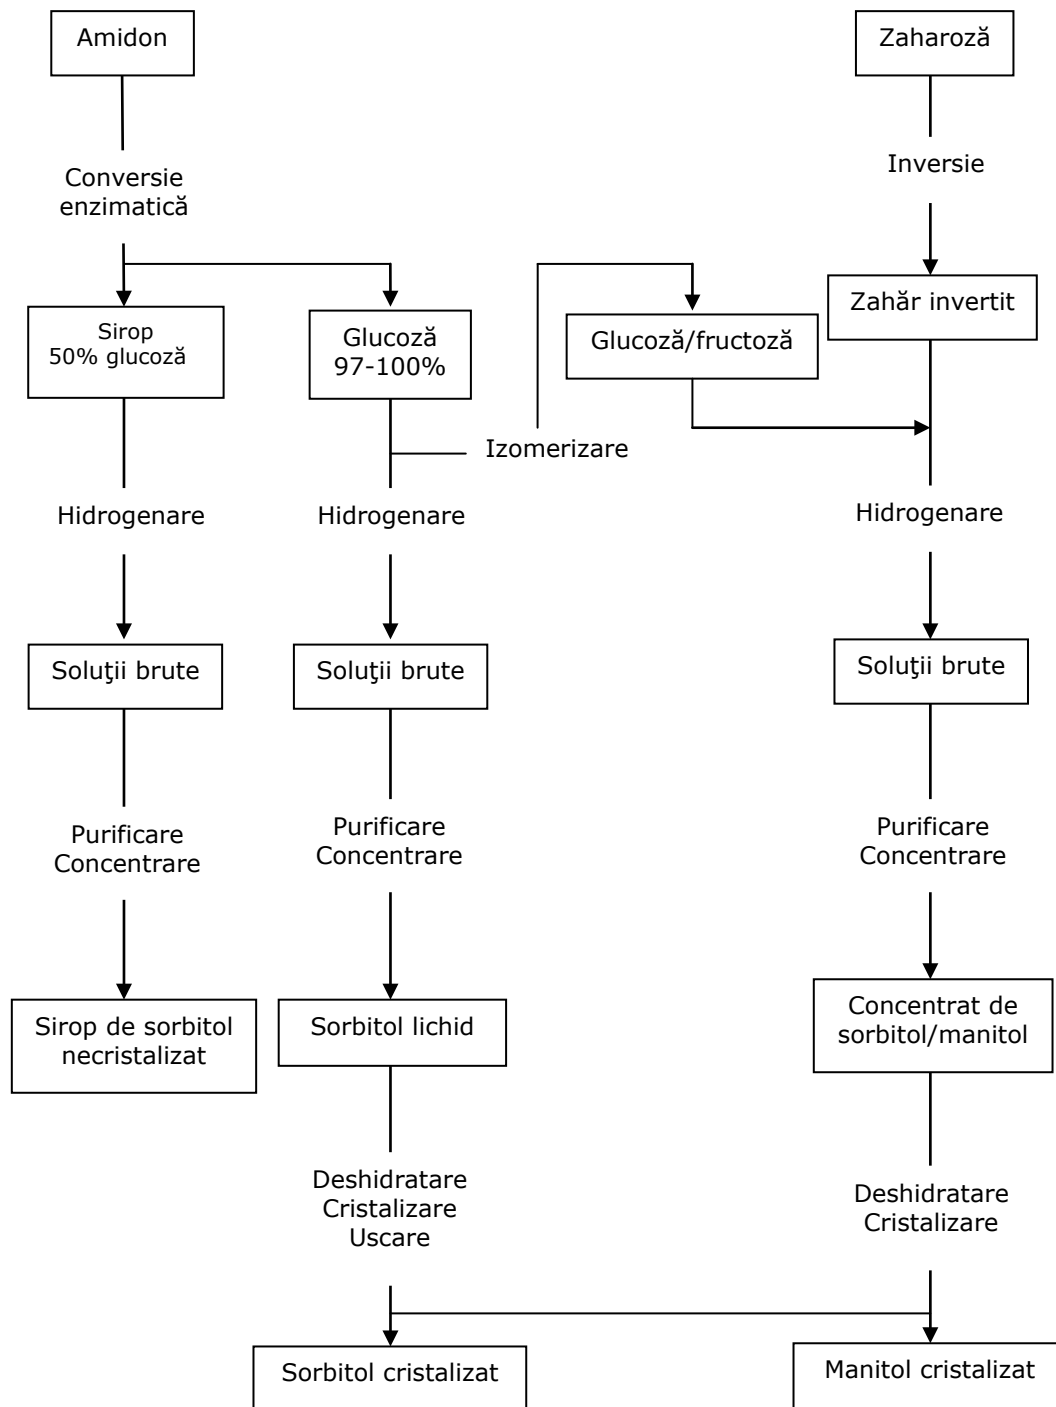 Amidon
Zaharoză
Conversie
enzimatică
Inversie
Sirop
50% glucoză
Glucoză
97-100%
Glucoză/fructoză
Zahăr invertit
Izomerizare
Hidrogenare
Hidrogenare
Hidrogenare
Soluţii brute
Soluţii brute
Soluţii brute
Purificare
Concentrare
Purificare
Concentrare
Purificare
Concentrare
Sirop de sorbitol
necristalizat
Sorbitol lichid
Concentrat de
sorbitol/manitol
Deshidratare
Cristalizare
Uscare
Deshidratare
Cristalizare
Sorbitol cristalizat
Manitol cristalizat